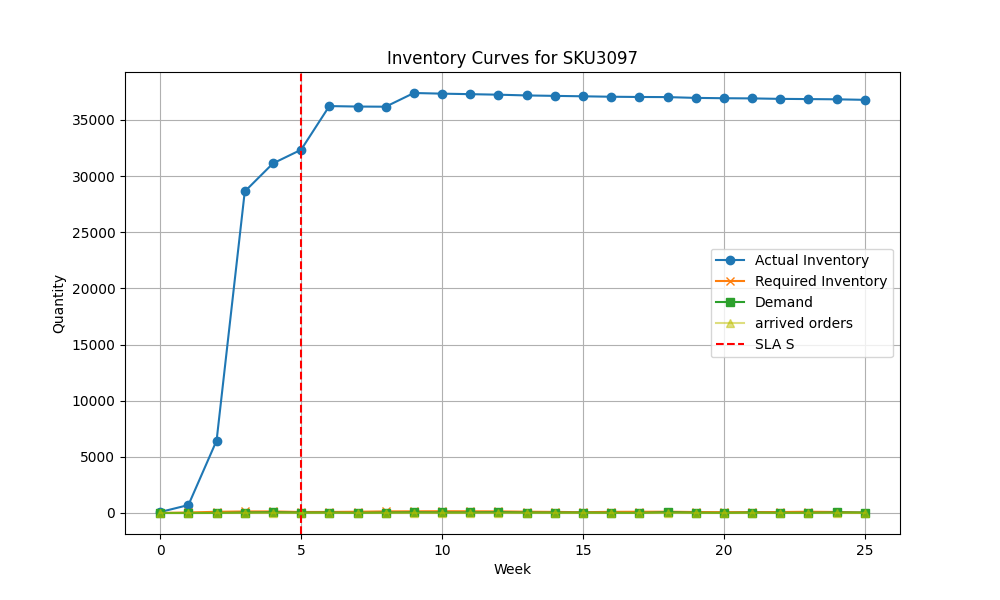 Inventory Curves for SKU3097
Quantity
35000
30000
25000
20000
15000
10000
5000
0
Actual Inventory
Required Inventory
Demand
arrived orders
SLA S
0 5 10 15 20 25
Week